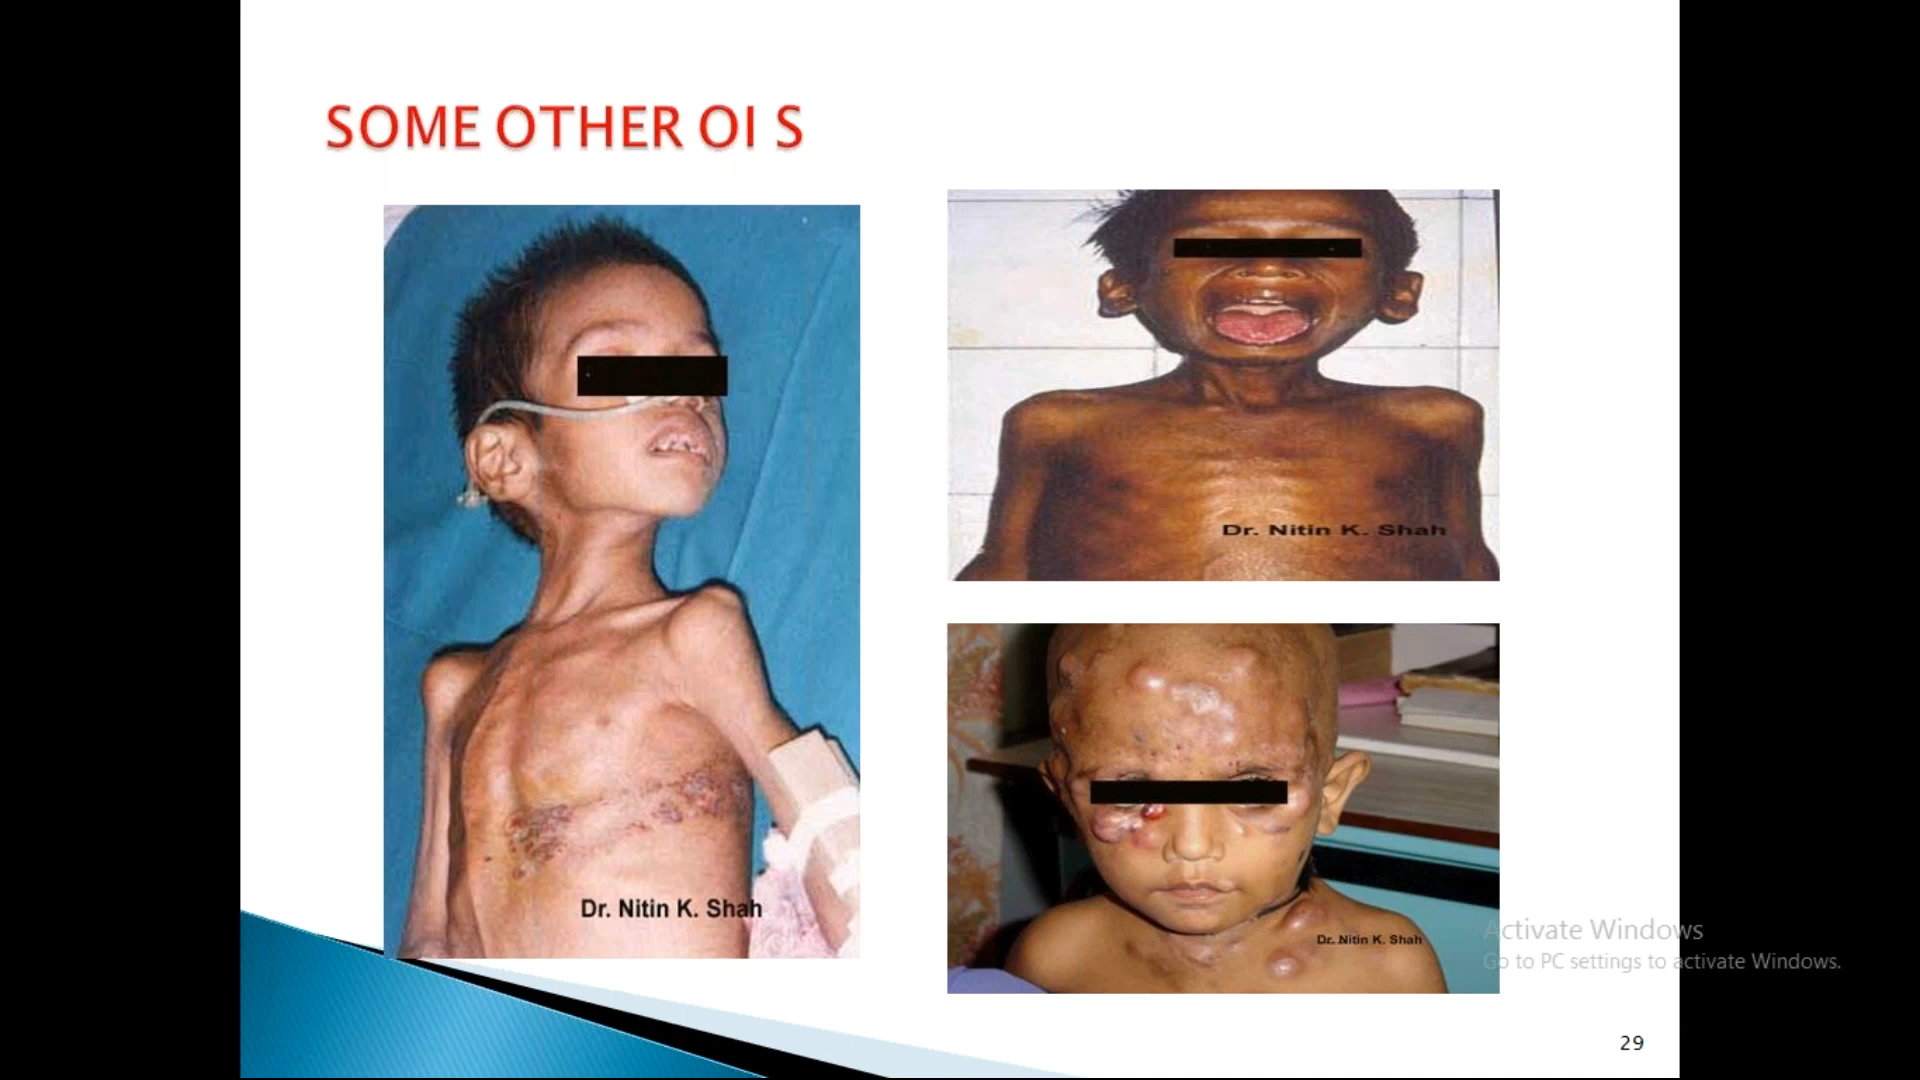 SOME OTHER OI S
Dr. Nitin K. Shah
Dr. Nitin K. Shah
Dr. Nitin K. Shah
Activate Windows
Go to PC settings to activate Windows.
29